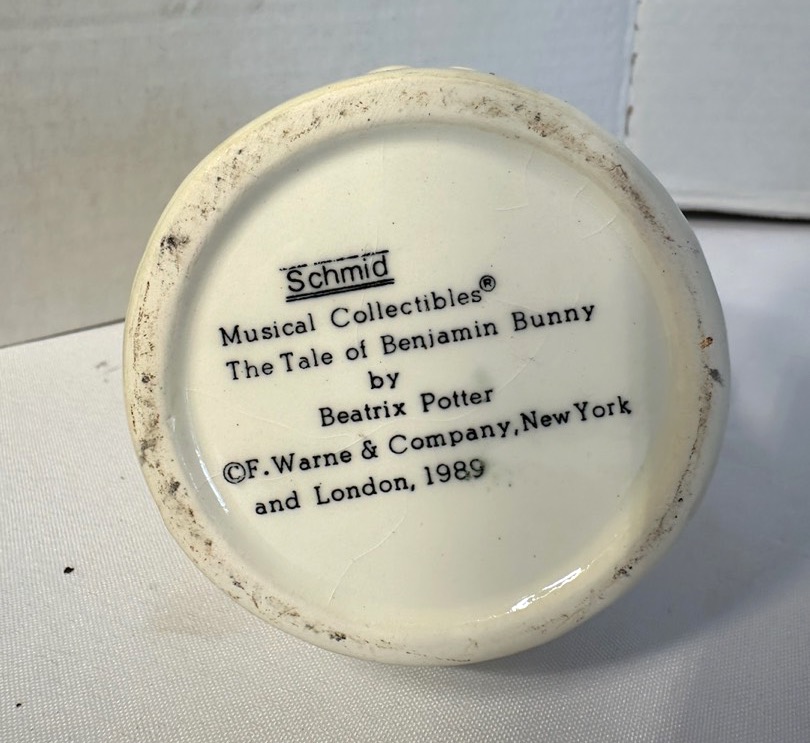 Schmid
Musical Collectibles®
The Tale of Benjamin Bunny
by
Beatrix Potter
©F. Warne & Company, New York
and London, 1989